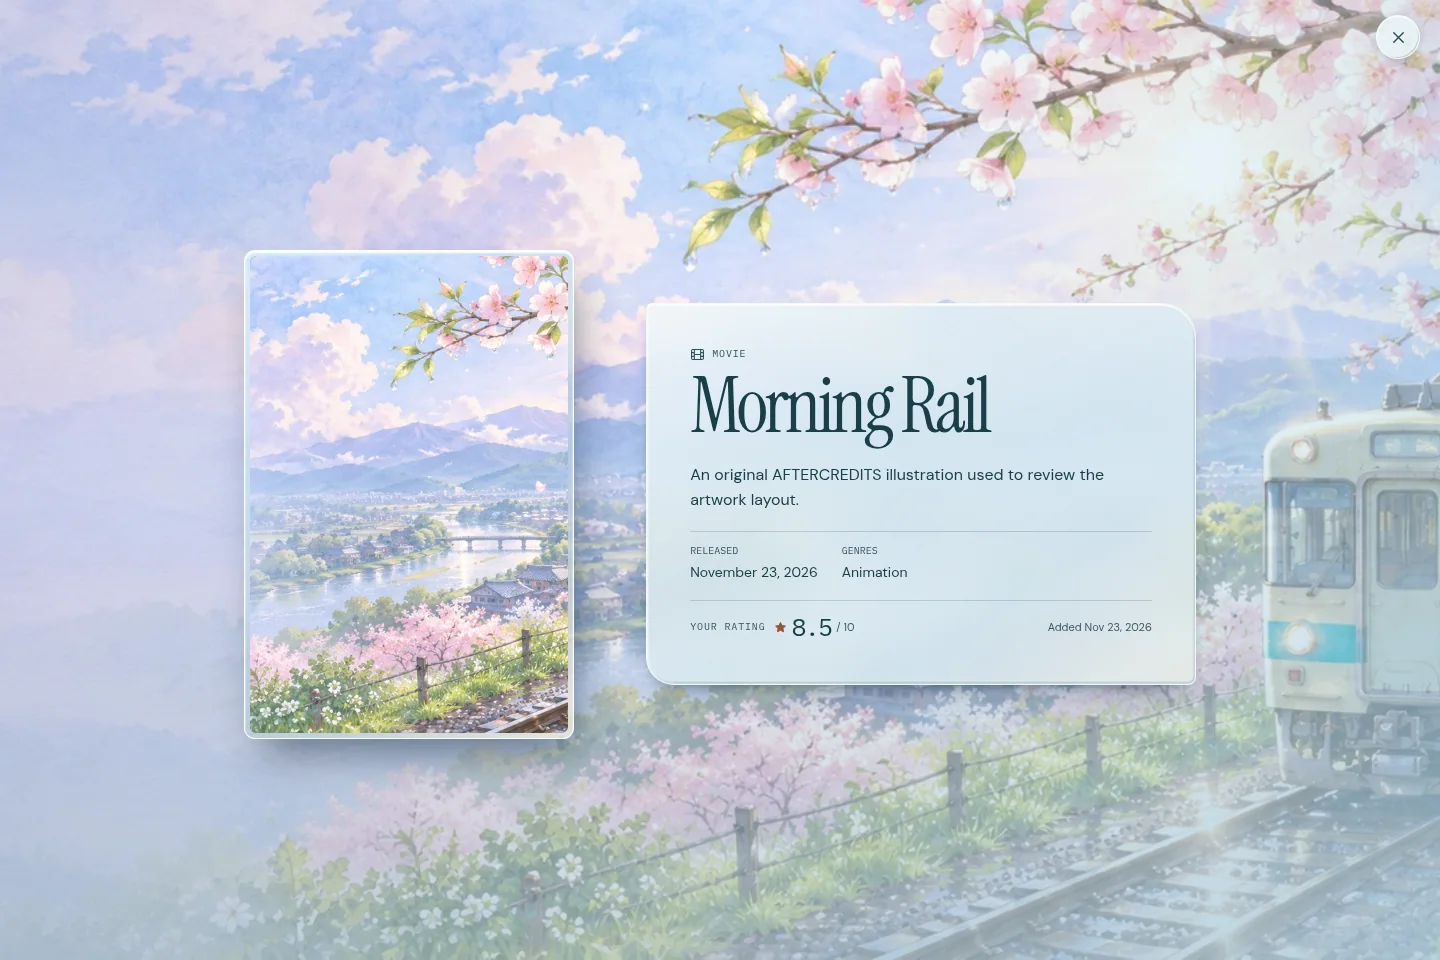 MOVIE
Morning Rail
An original AFTERCREDITS illustration used to review the
artwork layout.
RELEASED
November 23, 2026
GENRES
Animation
YOUR RATING ★ 8.5 / 10
Added Nov 23, 2026